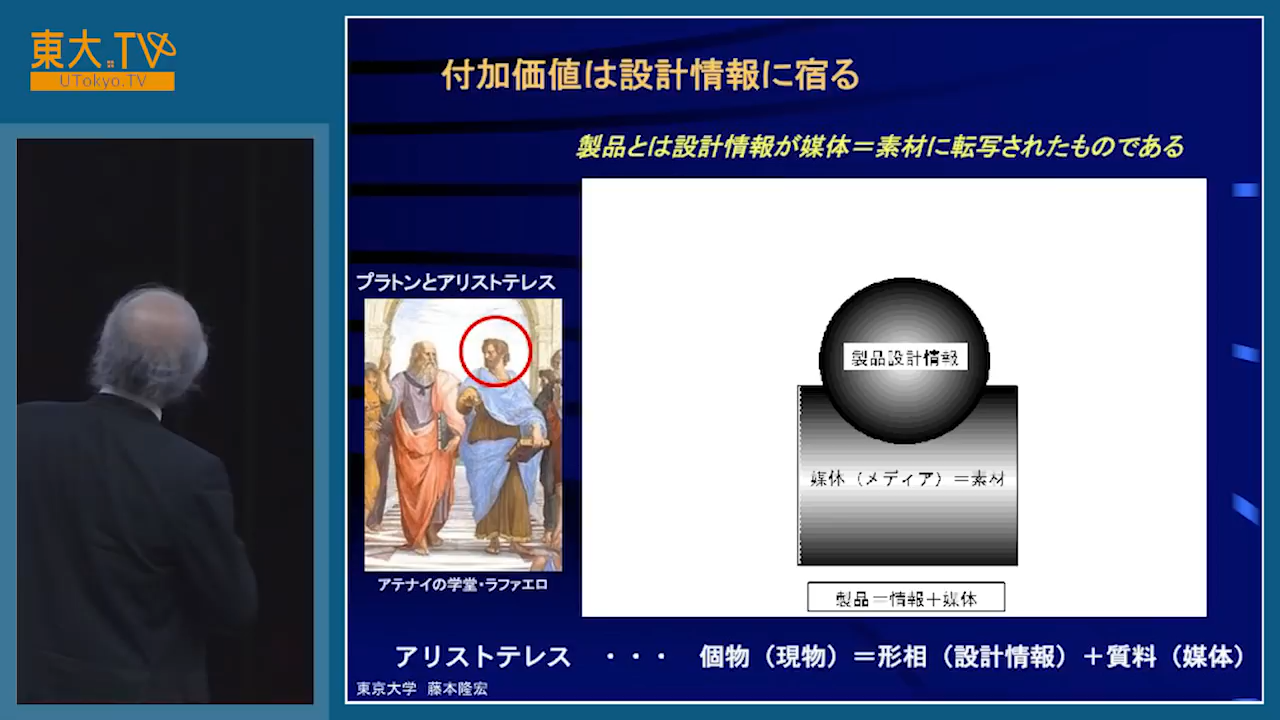 東大.TV
UTokyo.TV
付加価値は設計情報に宿る
製品とは設計情報が媒体＝素材に転写されたものである
プラトンとアリストテレス
製品設計情報
媒体（メディア）＝素材
アテナイの学堂・ラファエロ
製品＝情報＋媒体
アリストテレス ・・・ 個物（現物）＝形相（設計情報）＋質料（媒体）
東京大学 藤本隆宏